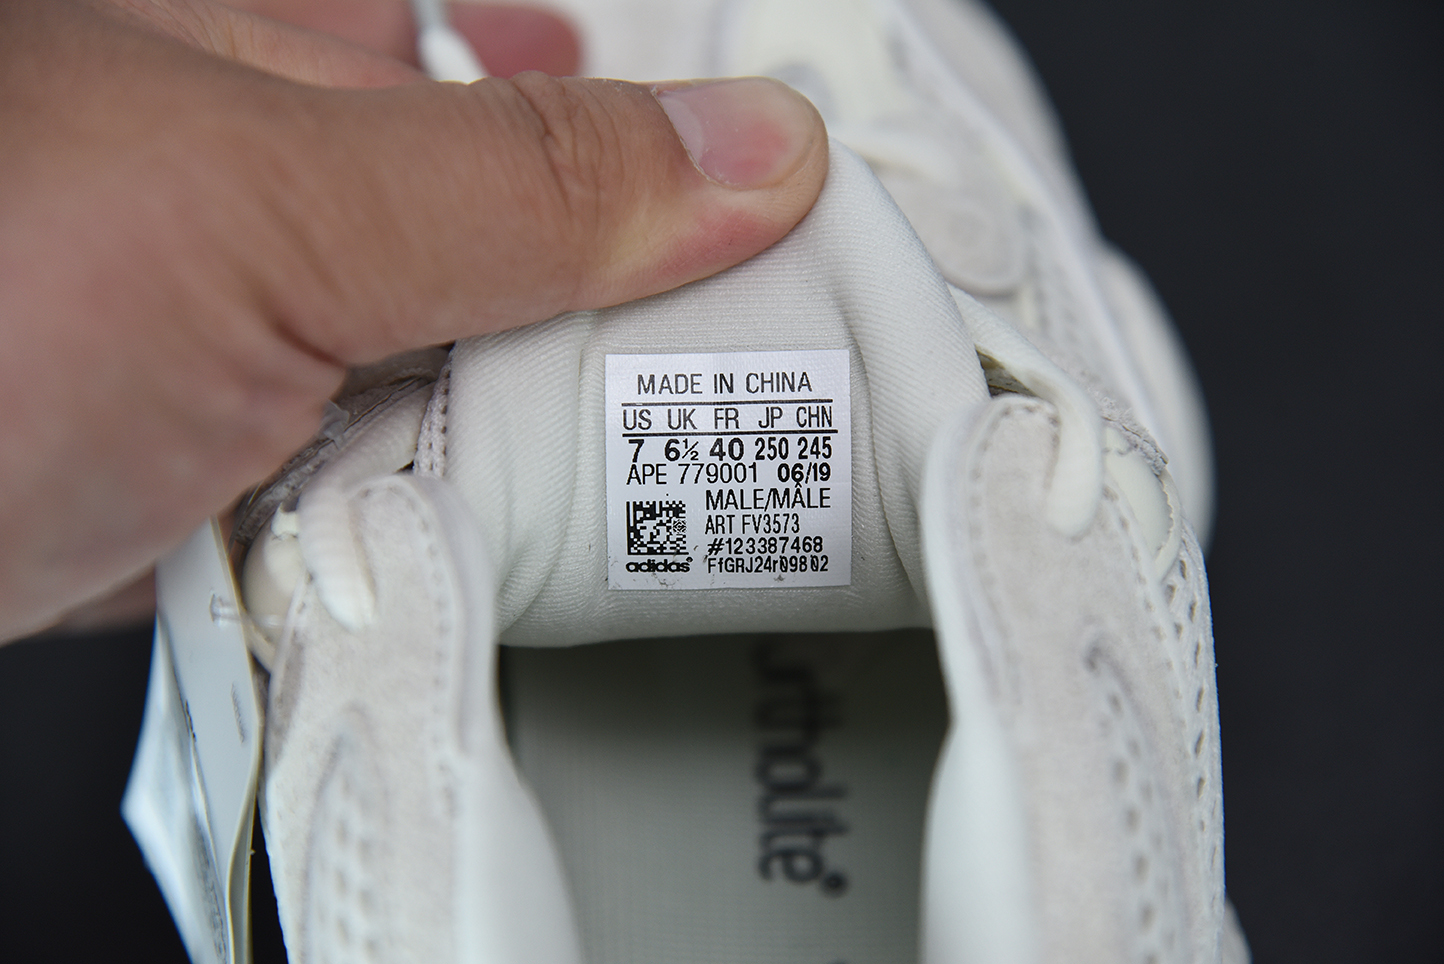 MADE IN CHINA
US UK FR JP CHN
7 6½ 40 250 245
APE 779001 06/19
MALE/MÂLE
ART FV3573
#123387468
adidas® FfGRJ24r09802
ortholite®